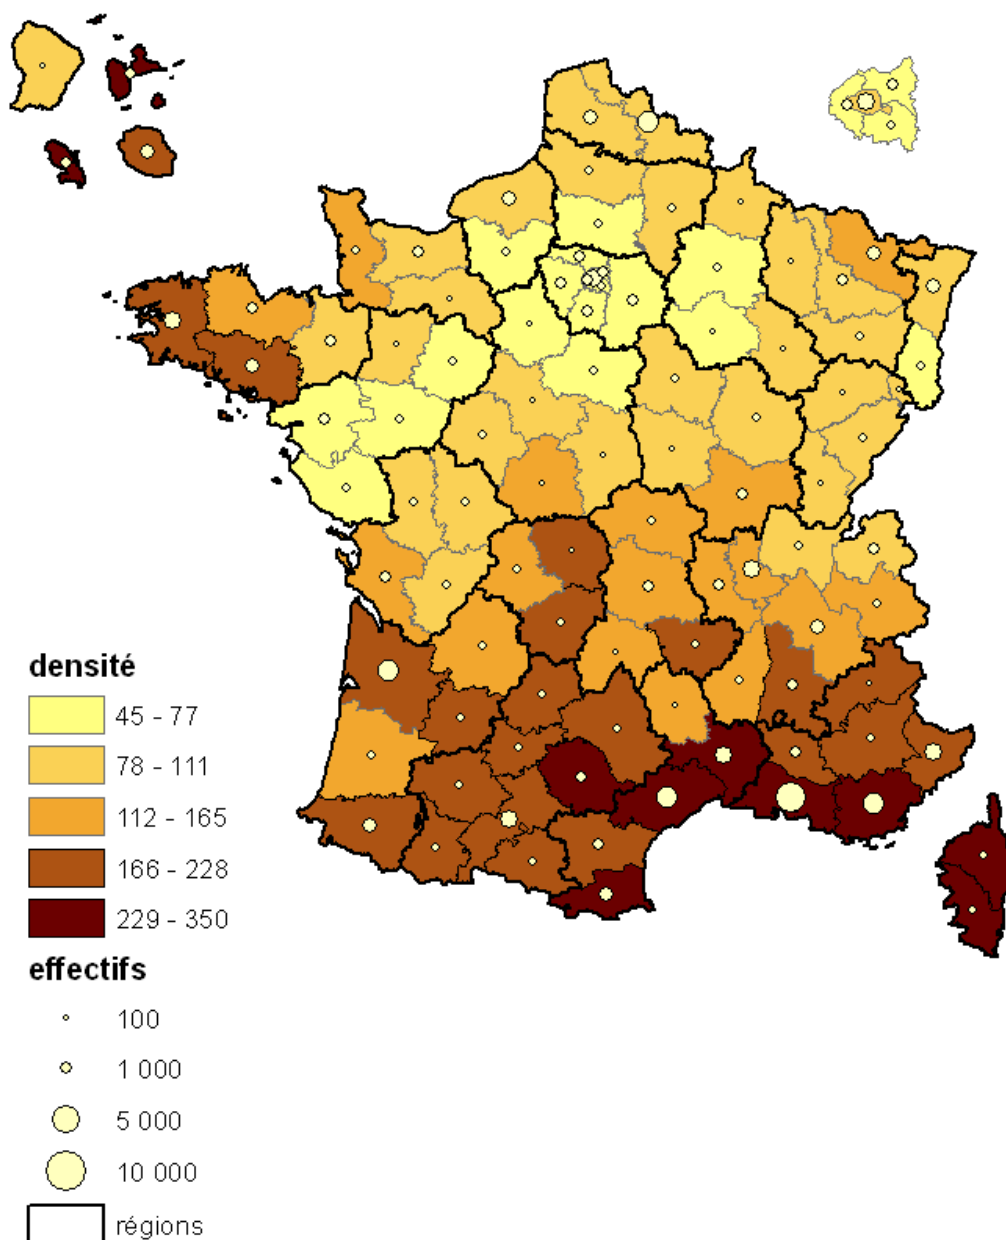 densité
45 - 77
78 - 111
112 - 165
166 - 228
229 - 350
effectifs
100
1 000
5 000
10 000
régions